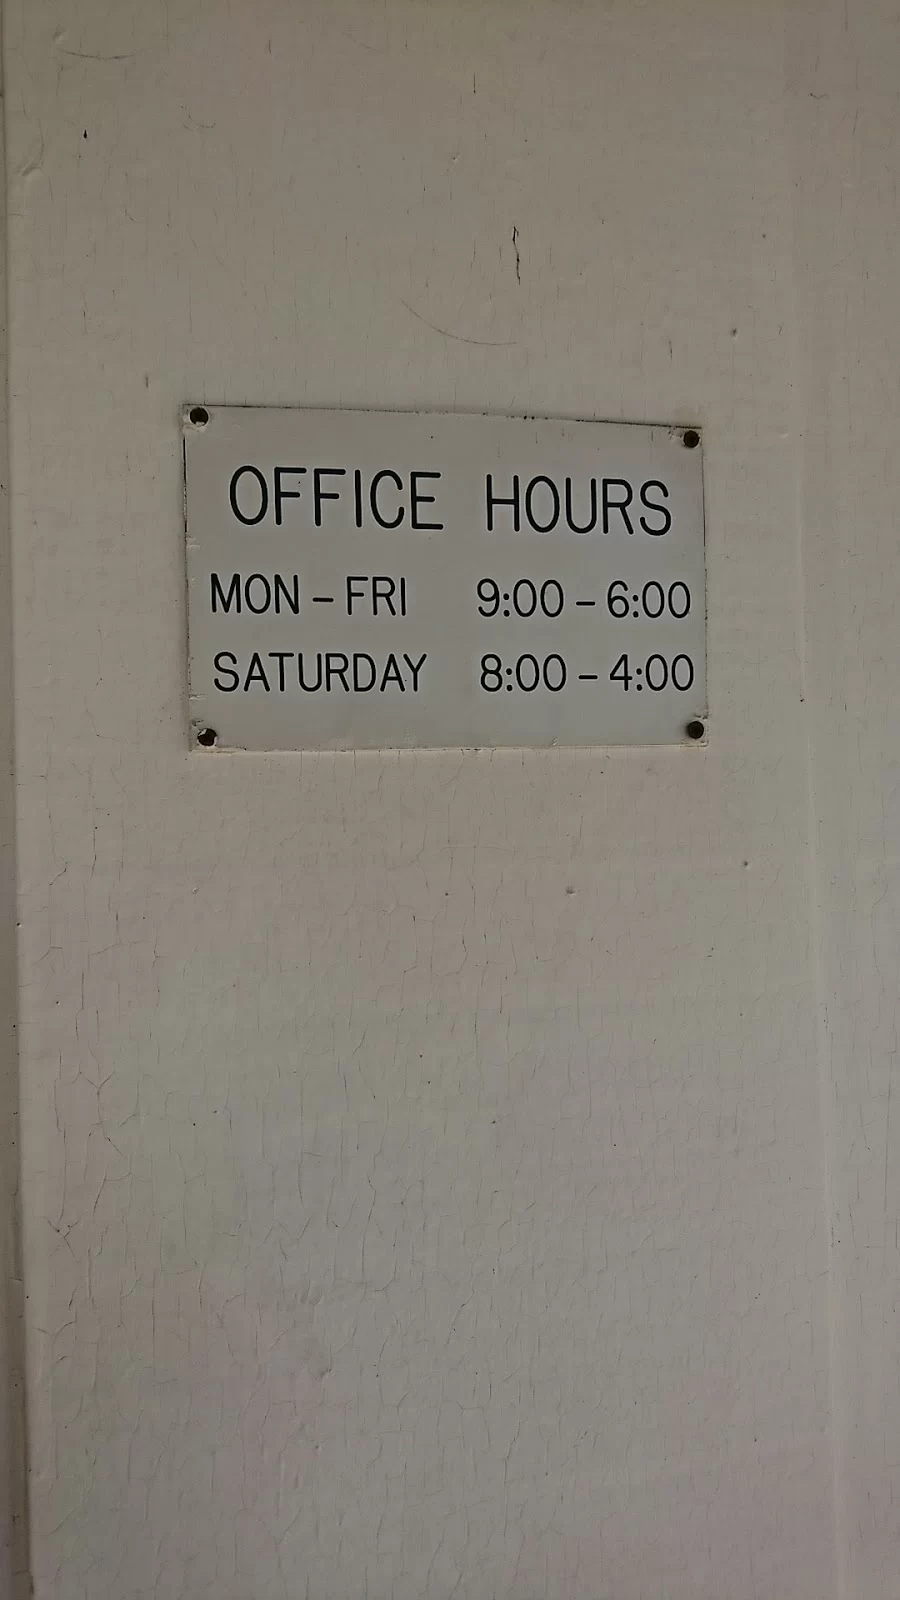 OFFICE HOURS
MON – FRI 9:00 – 6:00
SATURDAY 8:00 – 4:00